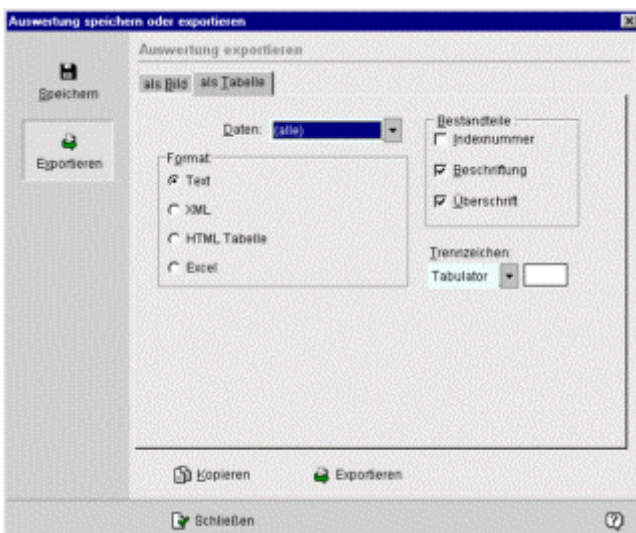 Auswertung speichern oder exportieren
Speichern
Exportieren
Auswertung exportieren
als Bild als Tabelle
Daten: (alle)
Format:
Text
XML
HTML Tabelle
Excel
Bestandteile
Indexnummer
Beschriftung
Überschrift
Trennzeichen:
Tabulator
Kopieren Exportieren
Schließen